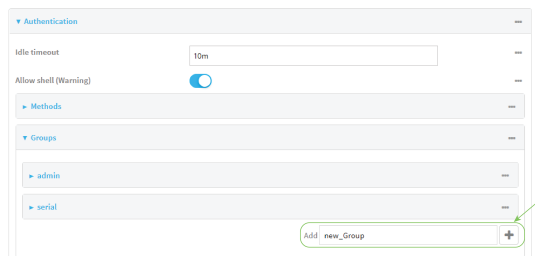 Authentication
Idle timeout
10m
Allow shell (Warning)
Methods
Groups
admin
serial
Add new_Group